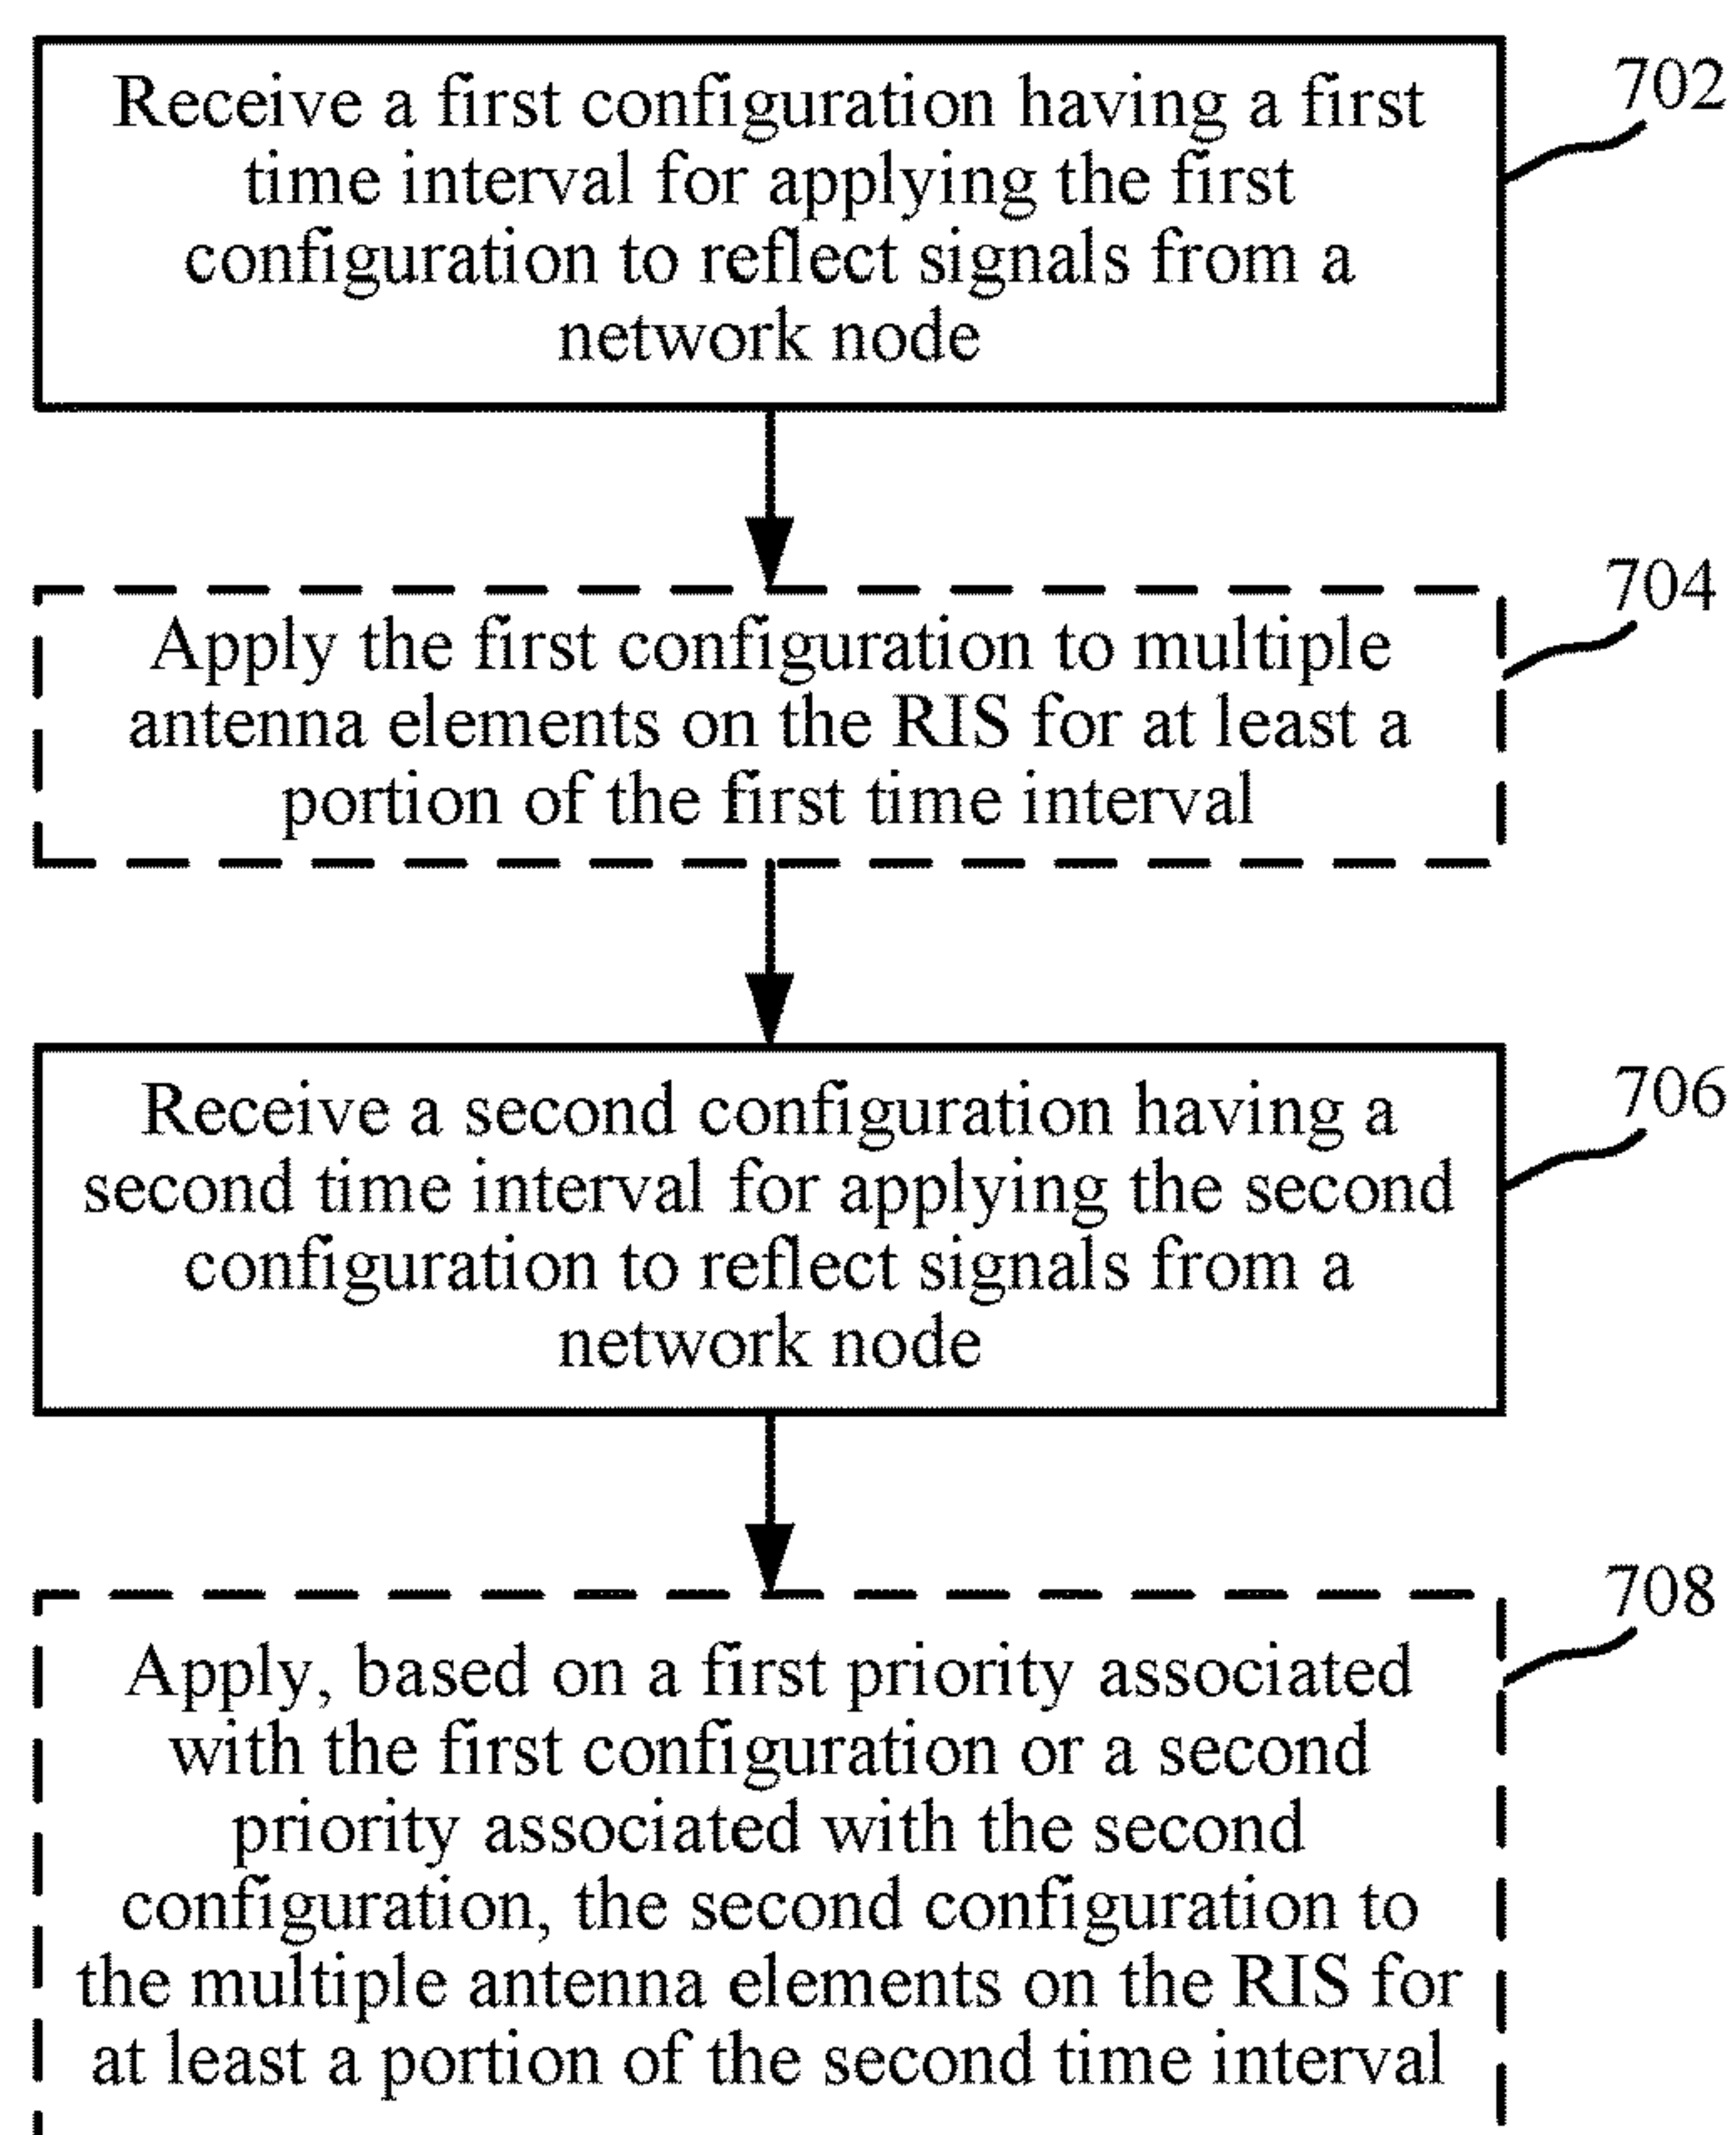 Receive a first configuration having a first
time interval for applying the first
configuration to reflect signals from a
network node
702
Apply the first configuration to multiple
antenna elements on the RIS for at least a
portion of the first time interval
704
Receive a second configuration having a
second time interval for applying the second
configuration to reflect signals from a
network node
706
Apply, based on a first priority associated
with the first configuration or a second
priority associated with the second
configuration, the second configuration to
the multiple antenna elements on the RIS for
at least a portion of the second time interval
708